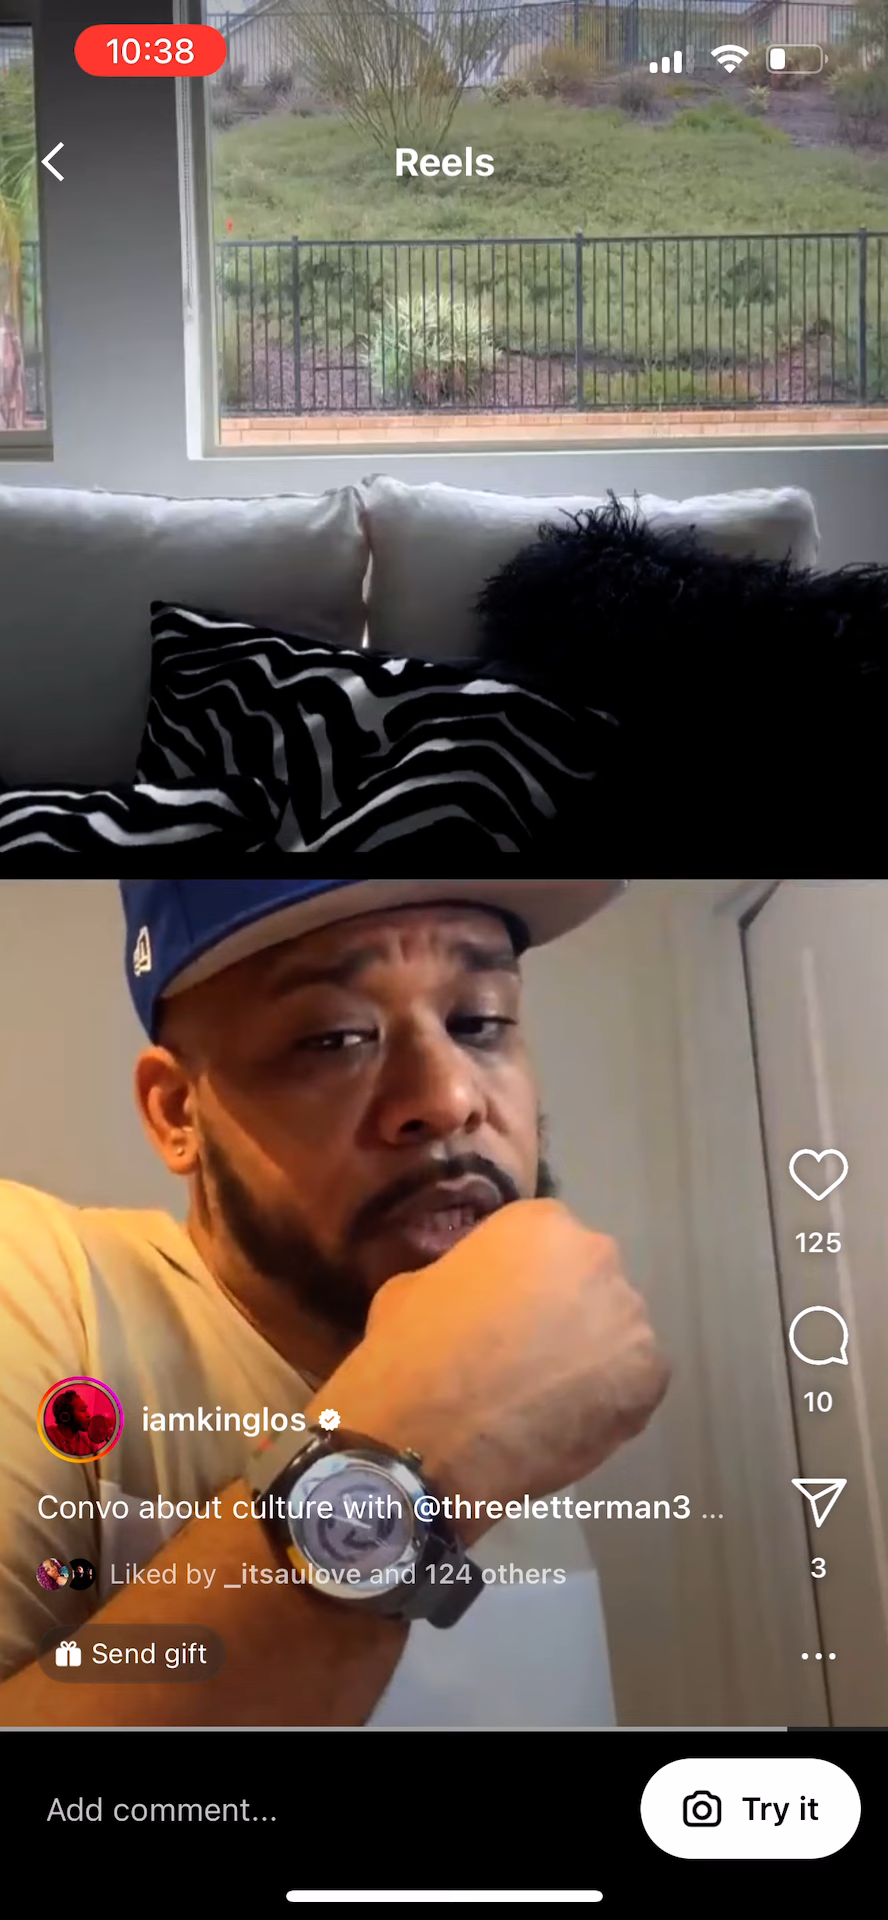 10:38
Reels
125
10
iamkinglos
Convo about culture with @threeletterman3 ...
3
Liked by _itsaulove and 124 others
Send gift
Add comment...
Try it